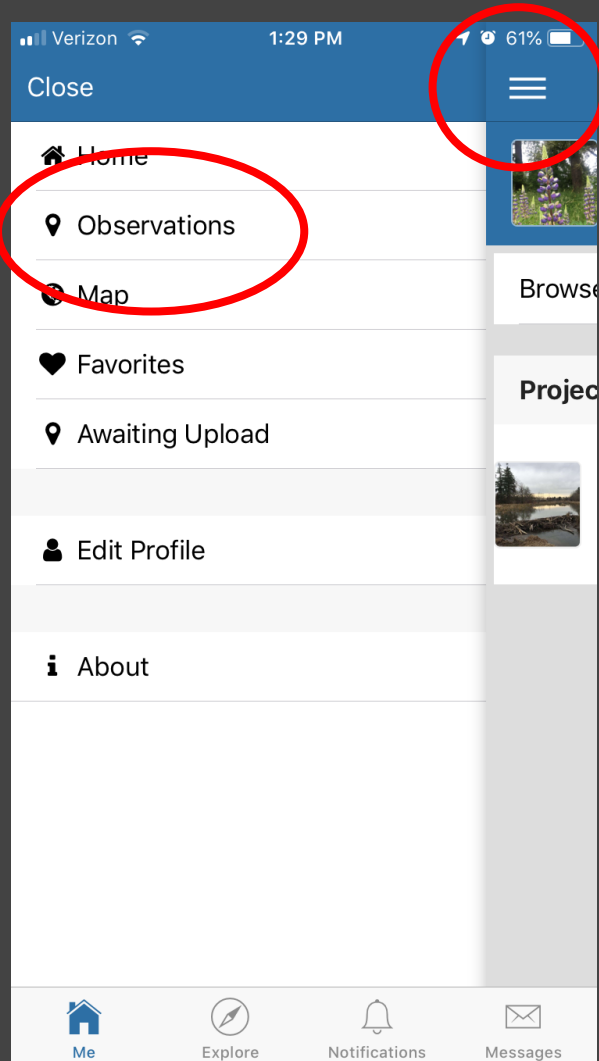 Verizon 1:29 PM 61%
Close
Home
Observations
Map
Favorites
Awaiting Upload
Edit Profile
About
Browse
Projec
Me Explore Notifications Messages